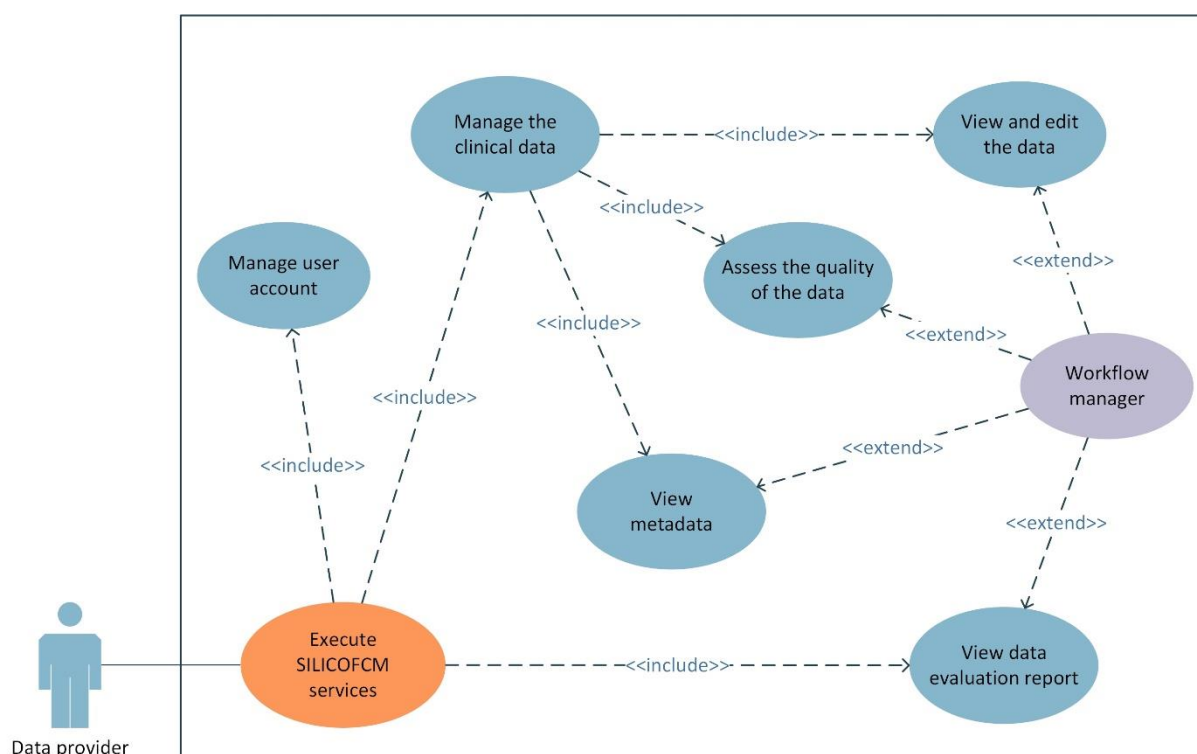 Manage the
clinical data
<<include>>
View and edit
the data
<<include>>
Manage user
account
Assess the quality
of the data
<<extend>>
<<include>>
<<extend>>
Workflow
manager
<<include>>
<<extend>>
<<include>>
View
metadata
<<extend>>
Execute
SILICOFCM
services
<<include>>
View data
evaluation report
Data provider